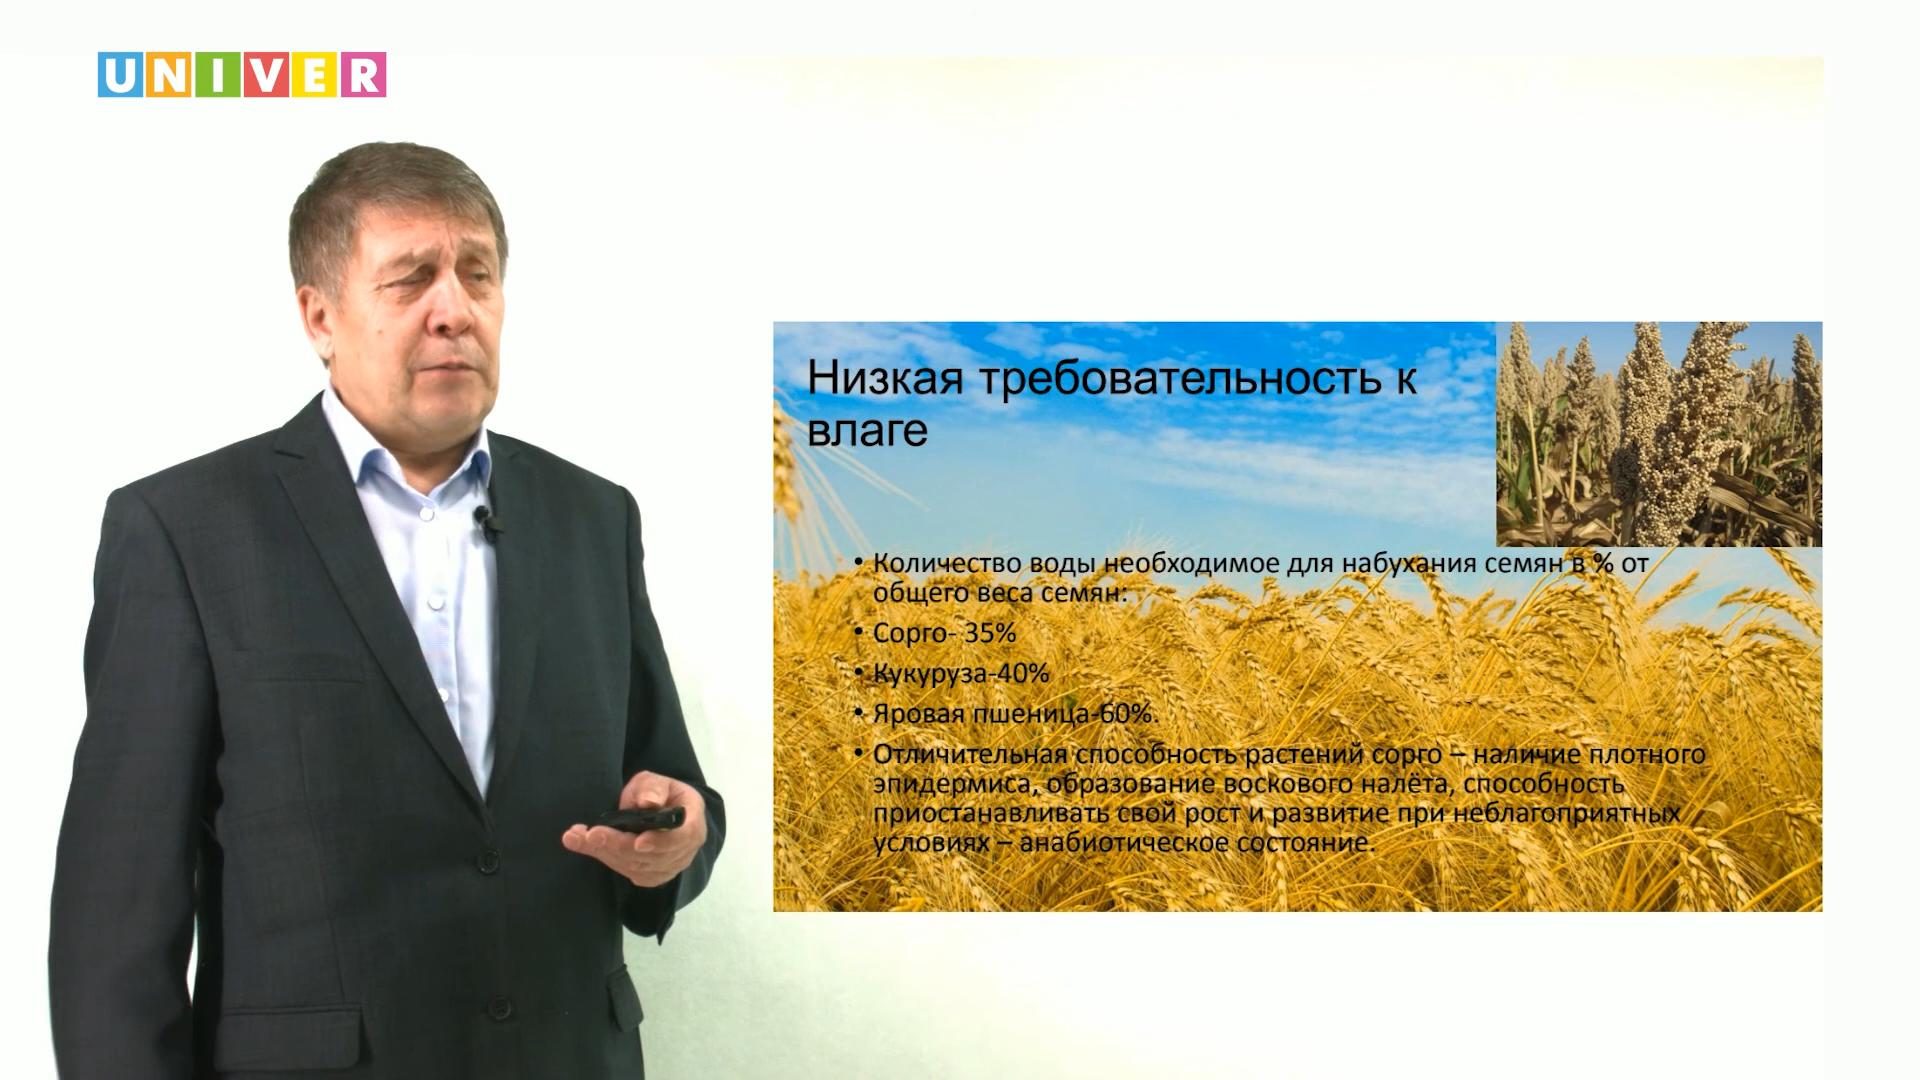 UNIVER
Низкая требовательность к
влаге
• Количество воды необходимое для набухания семян в % от
общего веса семян:
• Сорго- 35%
• Кукуруза-40%
• Яровая пшеница-60%.
• Отличительная способность растений сорго – наличие плотного
эпидермиса, образование воскового налёта, способность
приостанавливать свой рост и развитие при неблагоприятных
условиях – анабиотическое состояние.